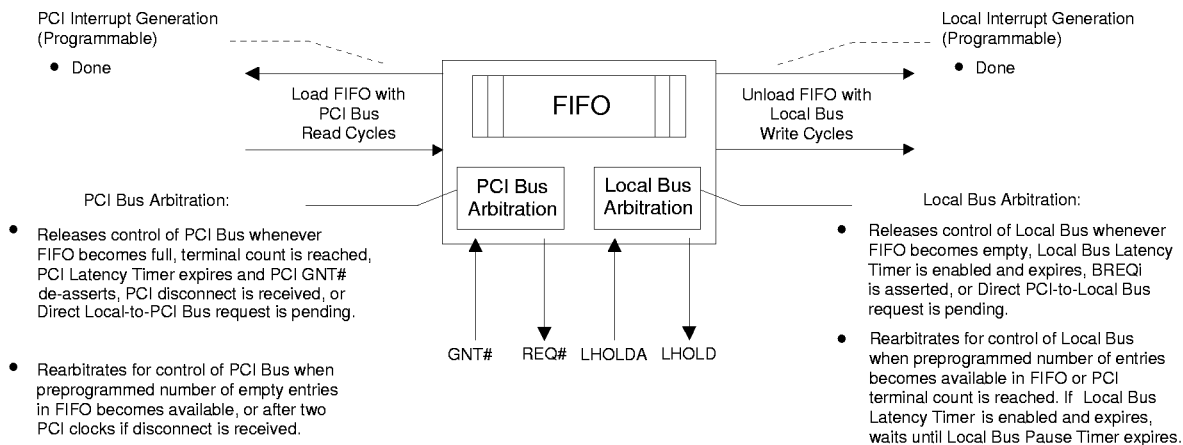 PCI Interrupt Generation
(Programmable)
● Done
Local Interrupt Generation
(Programmable)
● Done
Load FIFO with
PCI Bus
Read Cycles
FIFO
Unload FIFO with
Local Bus
Write Cycles
PCI Bus
Arbitration
Local Bus
Arbitration
PCI Bus Arbitration:
● Releases control of PCI Bus whenever
FIFO becomes full, terminal count is reached,
PCI Latency Timer expires and PCI GNT#
de-asserts, PCI disconnect is received, or
Direct Local-to-PCI Bus request is pending.
● Rearbitrates for control of PCI Bus when
preprogrammed number of empty entries
in FIFO becomes available, or after two
PCI clocks if disconnect is received.
GNT# REQ# LHOLDA LHOLD
Local Bus Arbitration:
● Releases control of Local Bus whenever
FIFO becomes empty, Local Bus Latency
Timer is enabled and expires, BREQi
is asserted, or Direct PCI-to-Local Bus
request is pending.
● Rearbitrates for control of Local Bus
when preprogrammed number of entries
becomes available in FIFO or PCI
terminal count is reached. If Local Bus
Latency Timer is enabled and expires,
waits until Local Bus Pause Timer expires.